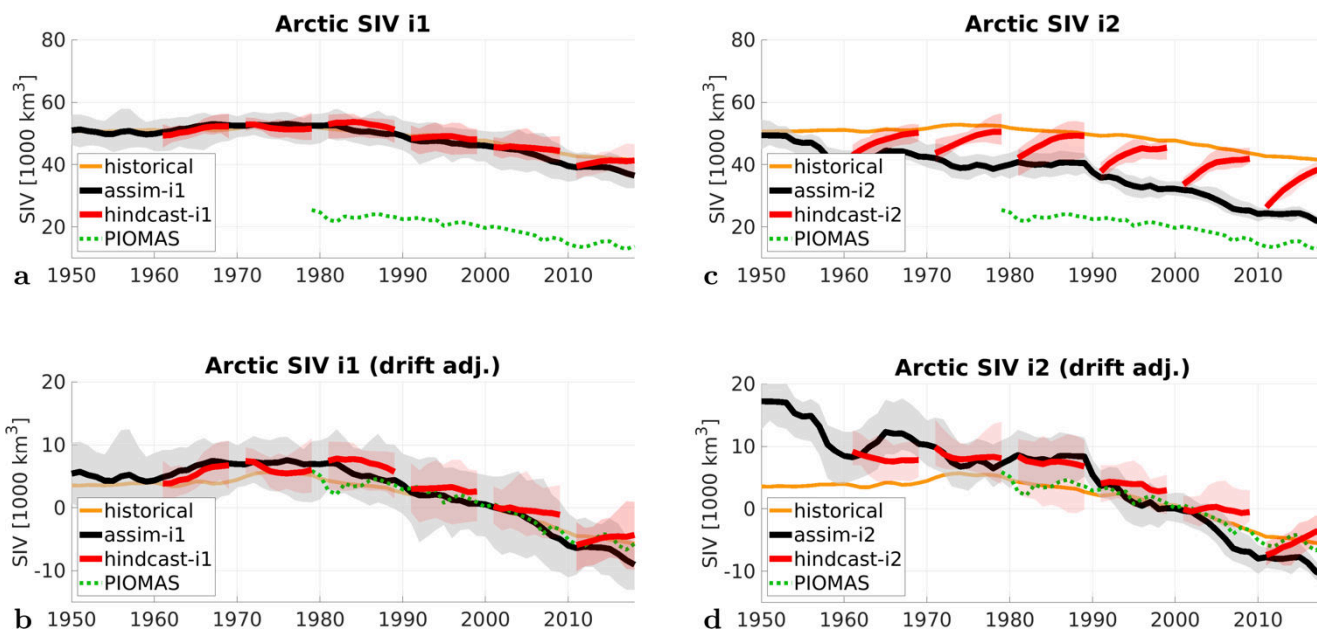 Arctic SIV i1
SIV [1000 km³]
80
60
40
20
historical
assim-i1
hindcast-i1
PIOMAS
1950 1960 1970 1980 1990 2000 2010
a
Arctic SIV i2
SIV [1000 km³]
80
60
40
20
historical
assim-i2
hindcast-i2
PIOMAS
1950 1960 1970 1980 1990 2000 2010
c
Arctic SIV i1 (drift adj.)
SIV [1000 km³]
20
10
0
-10
historical
assim-i1
hindcast-i1
PIOMAS
1950 1960 1970 1980 1990 2000 2010
b
Arctic SIV i2 (drift adj.)
SIV [1000 km³]
20
10
0
-10
historical
assim-i2
hindcast-i2
PIOMAS
1950 1960 1970 1980 1990 2000 2010
d